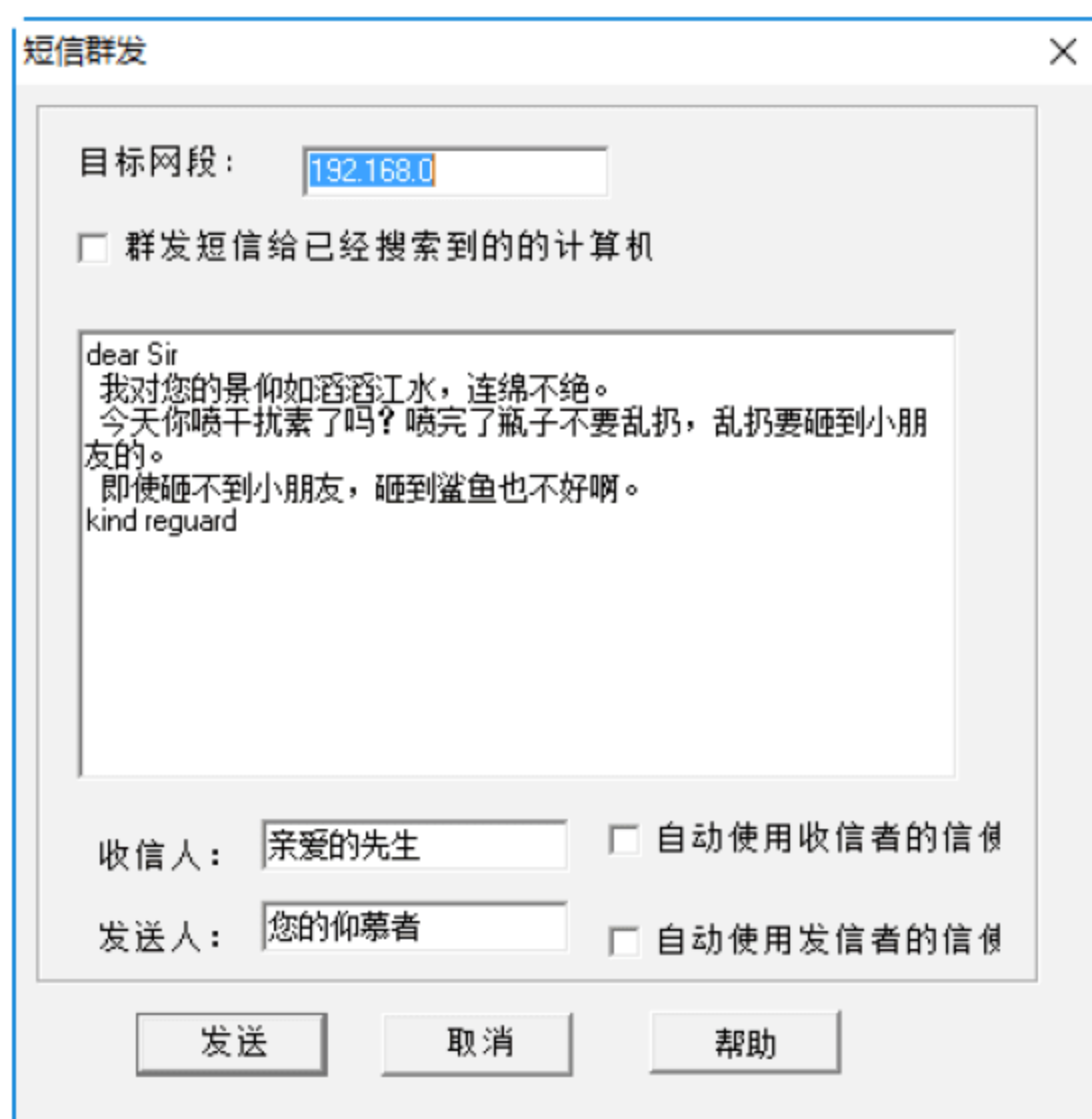 短信群发
目标网段：
192.168.0
群发短信给已经搜索到的的计算机
dear Sir
我对您的景仰如滔滔江水，连绵不绝。
今天你喷干扰素了吗？喷完了瓶子不要乱扔，乱扔要砸到小朋
友的。
即使砸不到小朋友，砸到鲨鱼也不好啊。
kind reguard
收信人： 亲爱的先生
自动使用收信者的信使
发送人： 您的仰慕者
自动使用发信者的信使
发送 取消 帮助